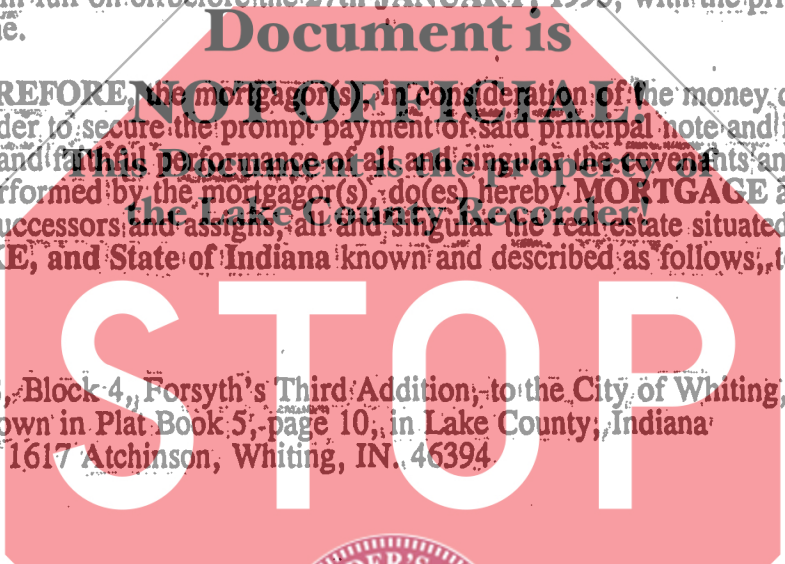 Document is
NOT OFFICIAL!
This Document is the property of
the Lake County Recorder!
STOP
REFORE, the mortgagor(s), in consideration of the money
der to secure the prompt payment of said principal note and
performance of all and singular the
rformed by the mortgagor(s), do(es) hereby MORTGAGE
uccessors and assigns, all and singular the real estate situated
KE, and State of Indiana known and described as follows,
Block 4, Forsyth's Third Addition, to the City of Whiting,
own in Plat Book 5, page 10, in Lake County, Indiana
1617 Atchinson, Whiting, IN. 46394
DER'S